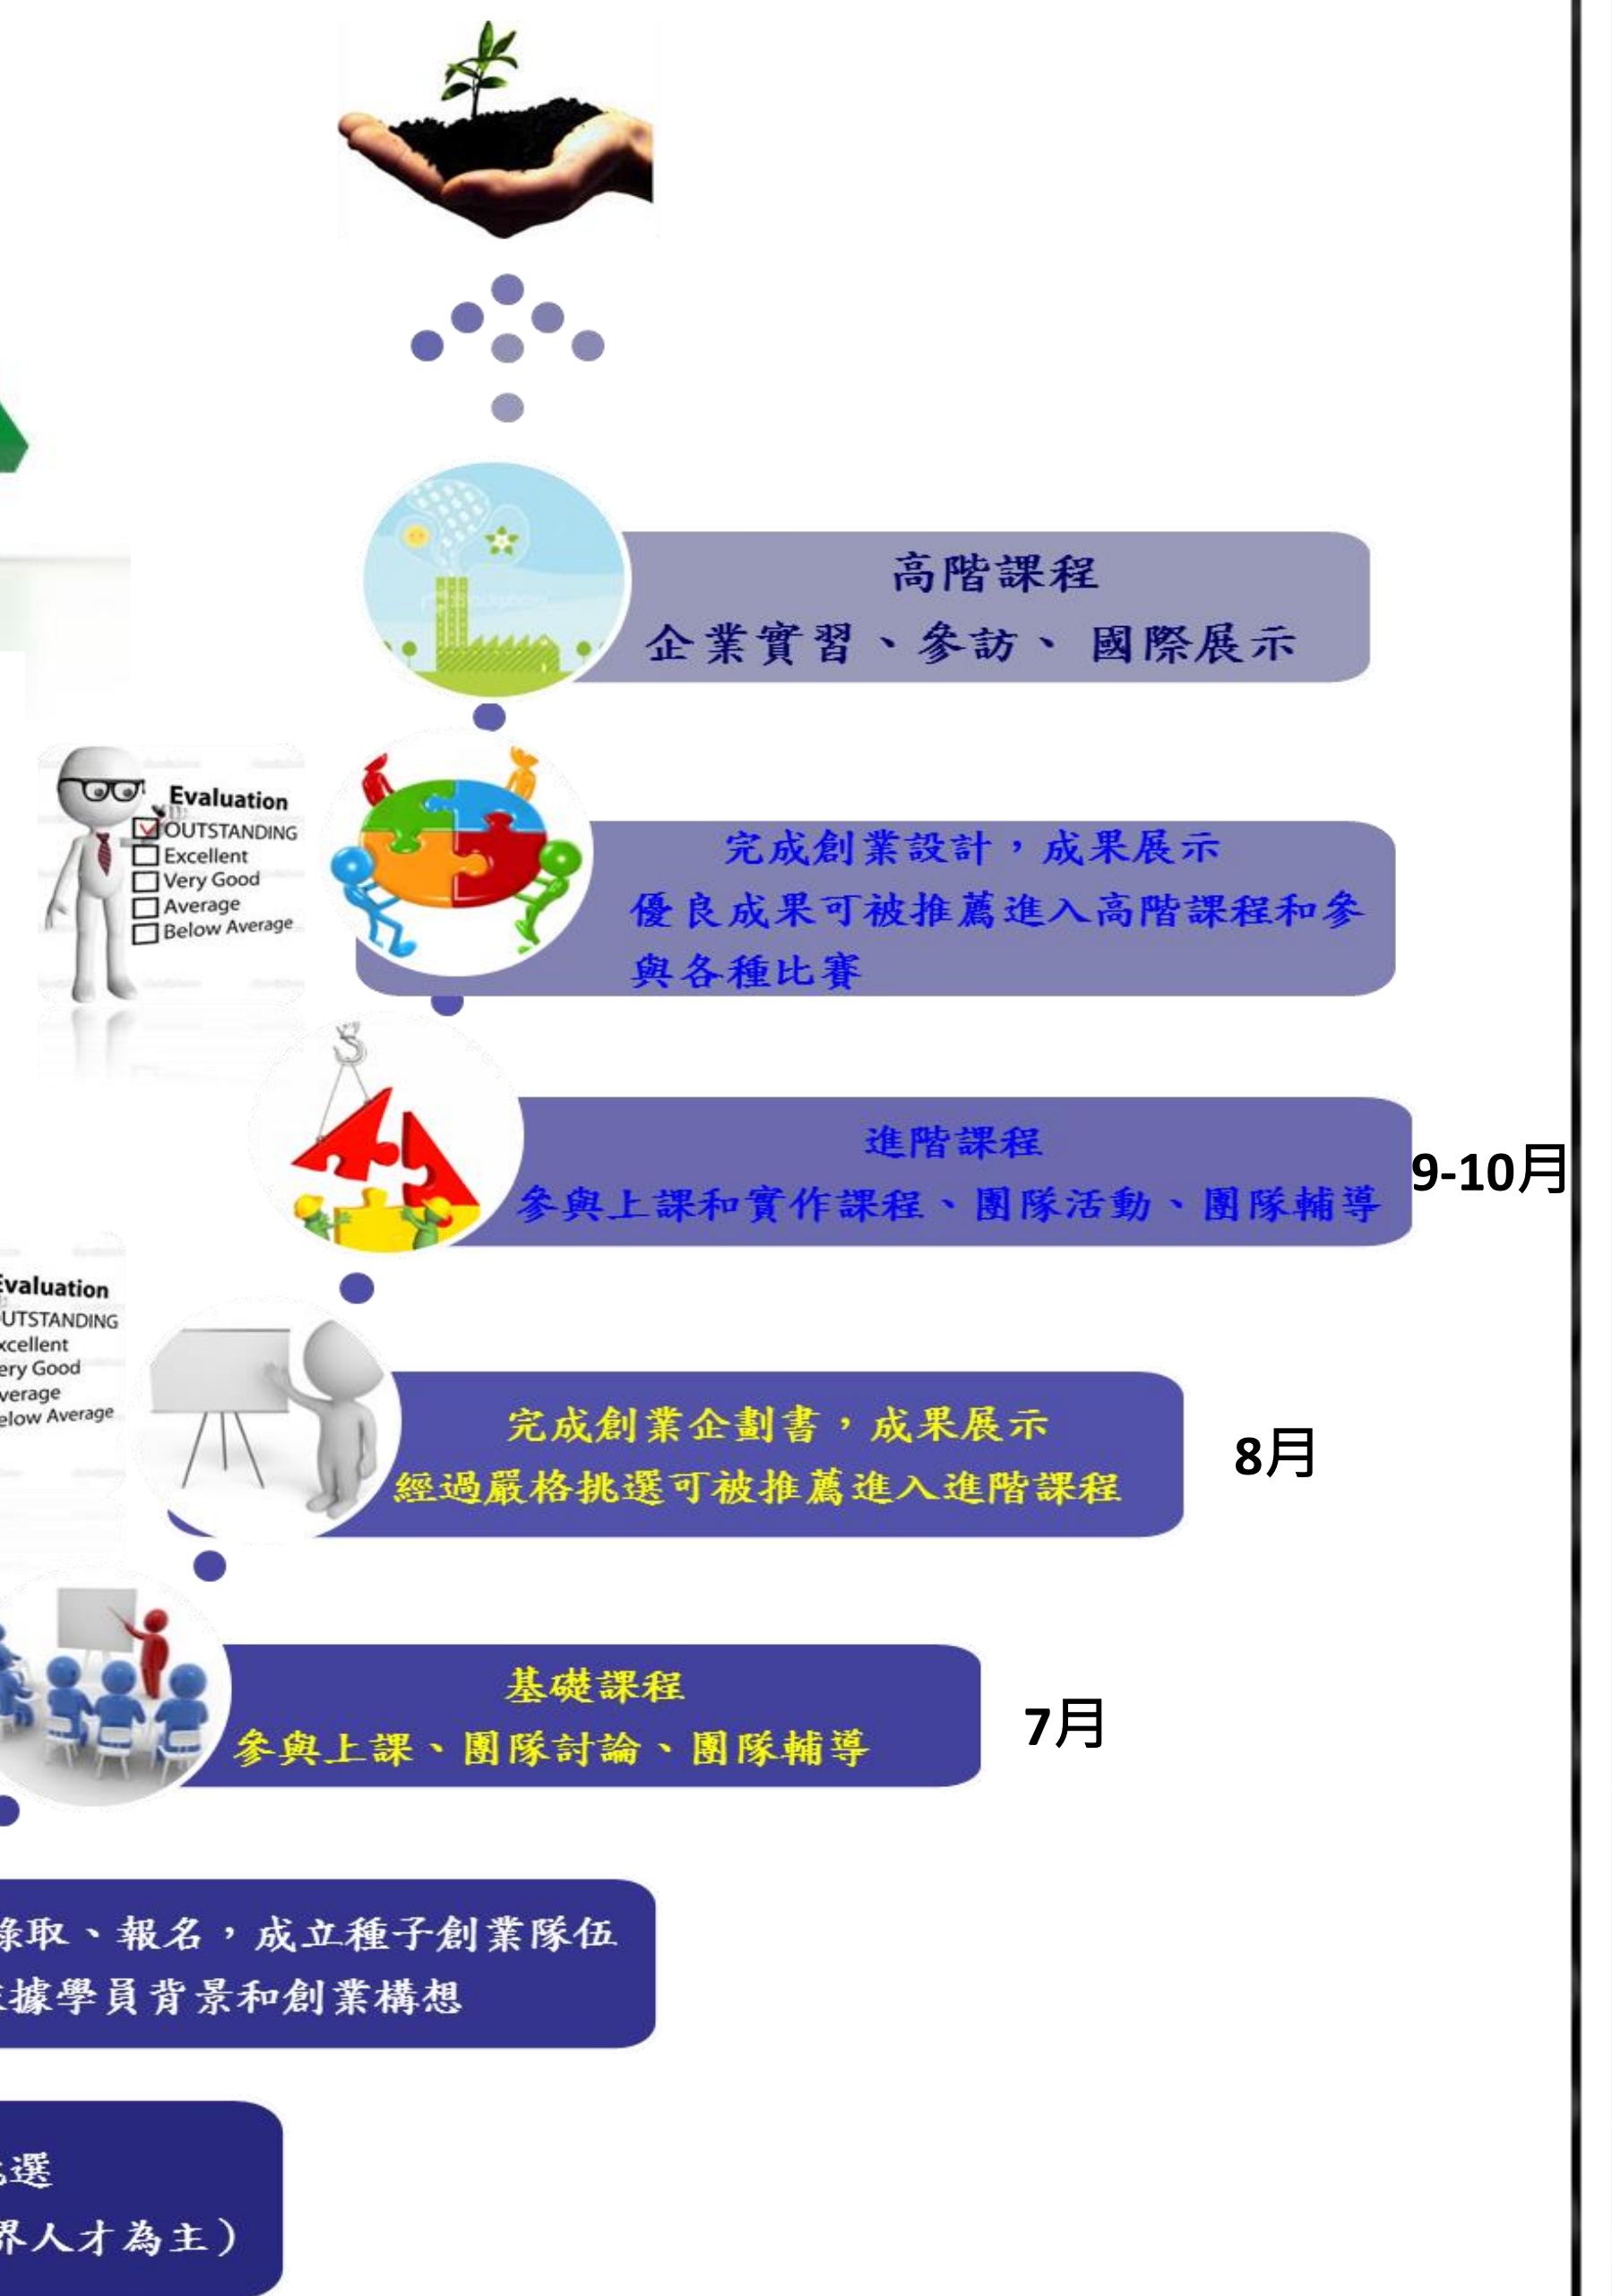 高階課程
企業實習、參訪、 國際展示
Evaluation
OUTSTANDING
Excellent
Very Good
Average
Below Average
完成創業設計，成果展示
優良成果可被推薦進入高階課程和參
與各種比賽
進階課程
參與上課和實作課程、團隊活動、團隊輔導
9-10月
Evaluation
UTSTANDING
xcellent
ery Good
verage
elow Average
完成創業企劃書，成果展示
經過嚴格挑選可被推薦進入進階課程
8月
基礎課程
參與上課、團隊討論、團隊輔導
7月
取、報名，成立種子創業隊伍
據學員背景和創業構想
選
界人才為主）